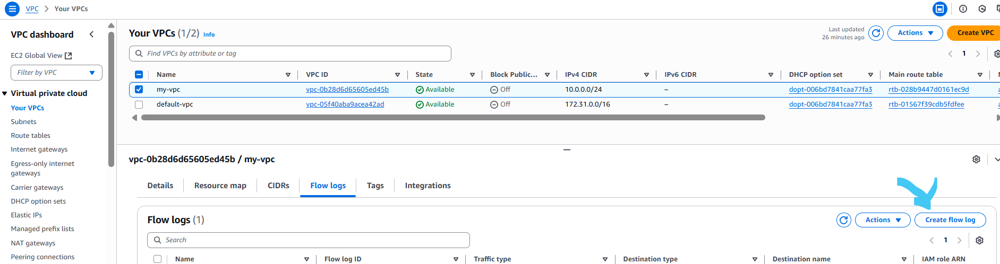 VPC > Your VPCs
VPC dashboard
EC2 Global View
Filter by VPC
Virtual private cloud
Your VPCs
Subnets
Route tables
Internet gateways
Egress-only internet
gateways
Carrier gateways
DHCP option sets
Elastic IPs
Managed prefix lists
NAT gateways
Peering connections
Your VPCs (1/2) Info
Last updated
26 minutes ago
Actions
Create VPC
Find VPCs by attribute or tag
1
Name VPC ID State Block Public... IPv4 CIDR IPv6 CIDR DHCP option set Main route table
my-vpc vpc-0b28d6d65605ed45b Available Off 10.0.0.0/24 – dopt-006bd7841caa77fa3 rtb-028b9447d0161ec9d
default-vpc vpc-05f40aba9acea42ad Available Off 172.31.0.0/16 – dopt-006bd7841caa77fa3 rtb-01567f39cdb5fdfee
vpc-0b28d6d65605ed45b / my-vpc
Details Resource map CIDRs Flow logs Tags Integrations
Flow logs (1)
Actions
Create flow log
Search
1
Name Flow log ID Traffic type Destination type Destination name IAM role ARN